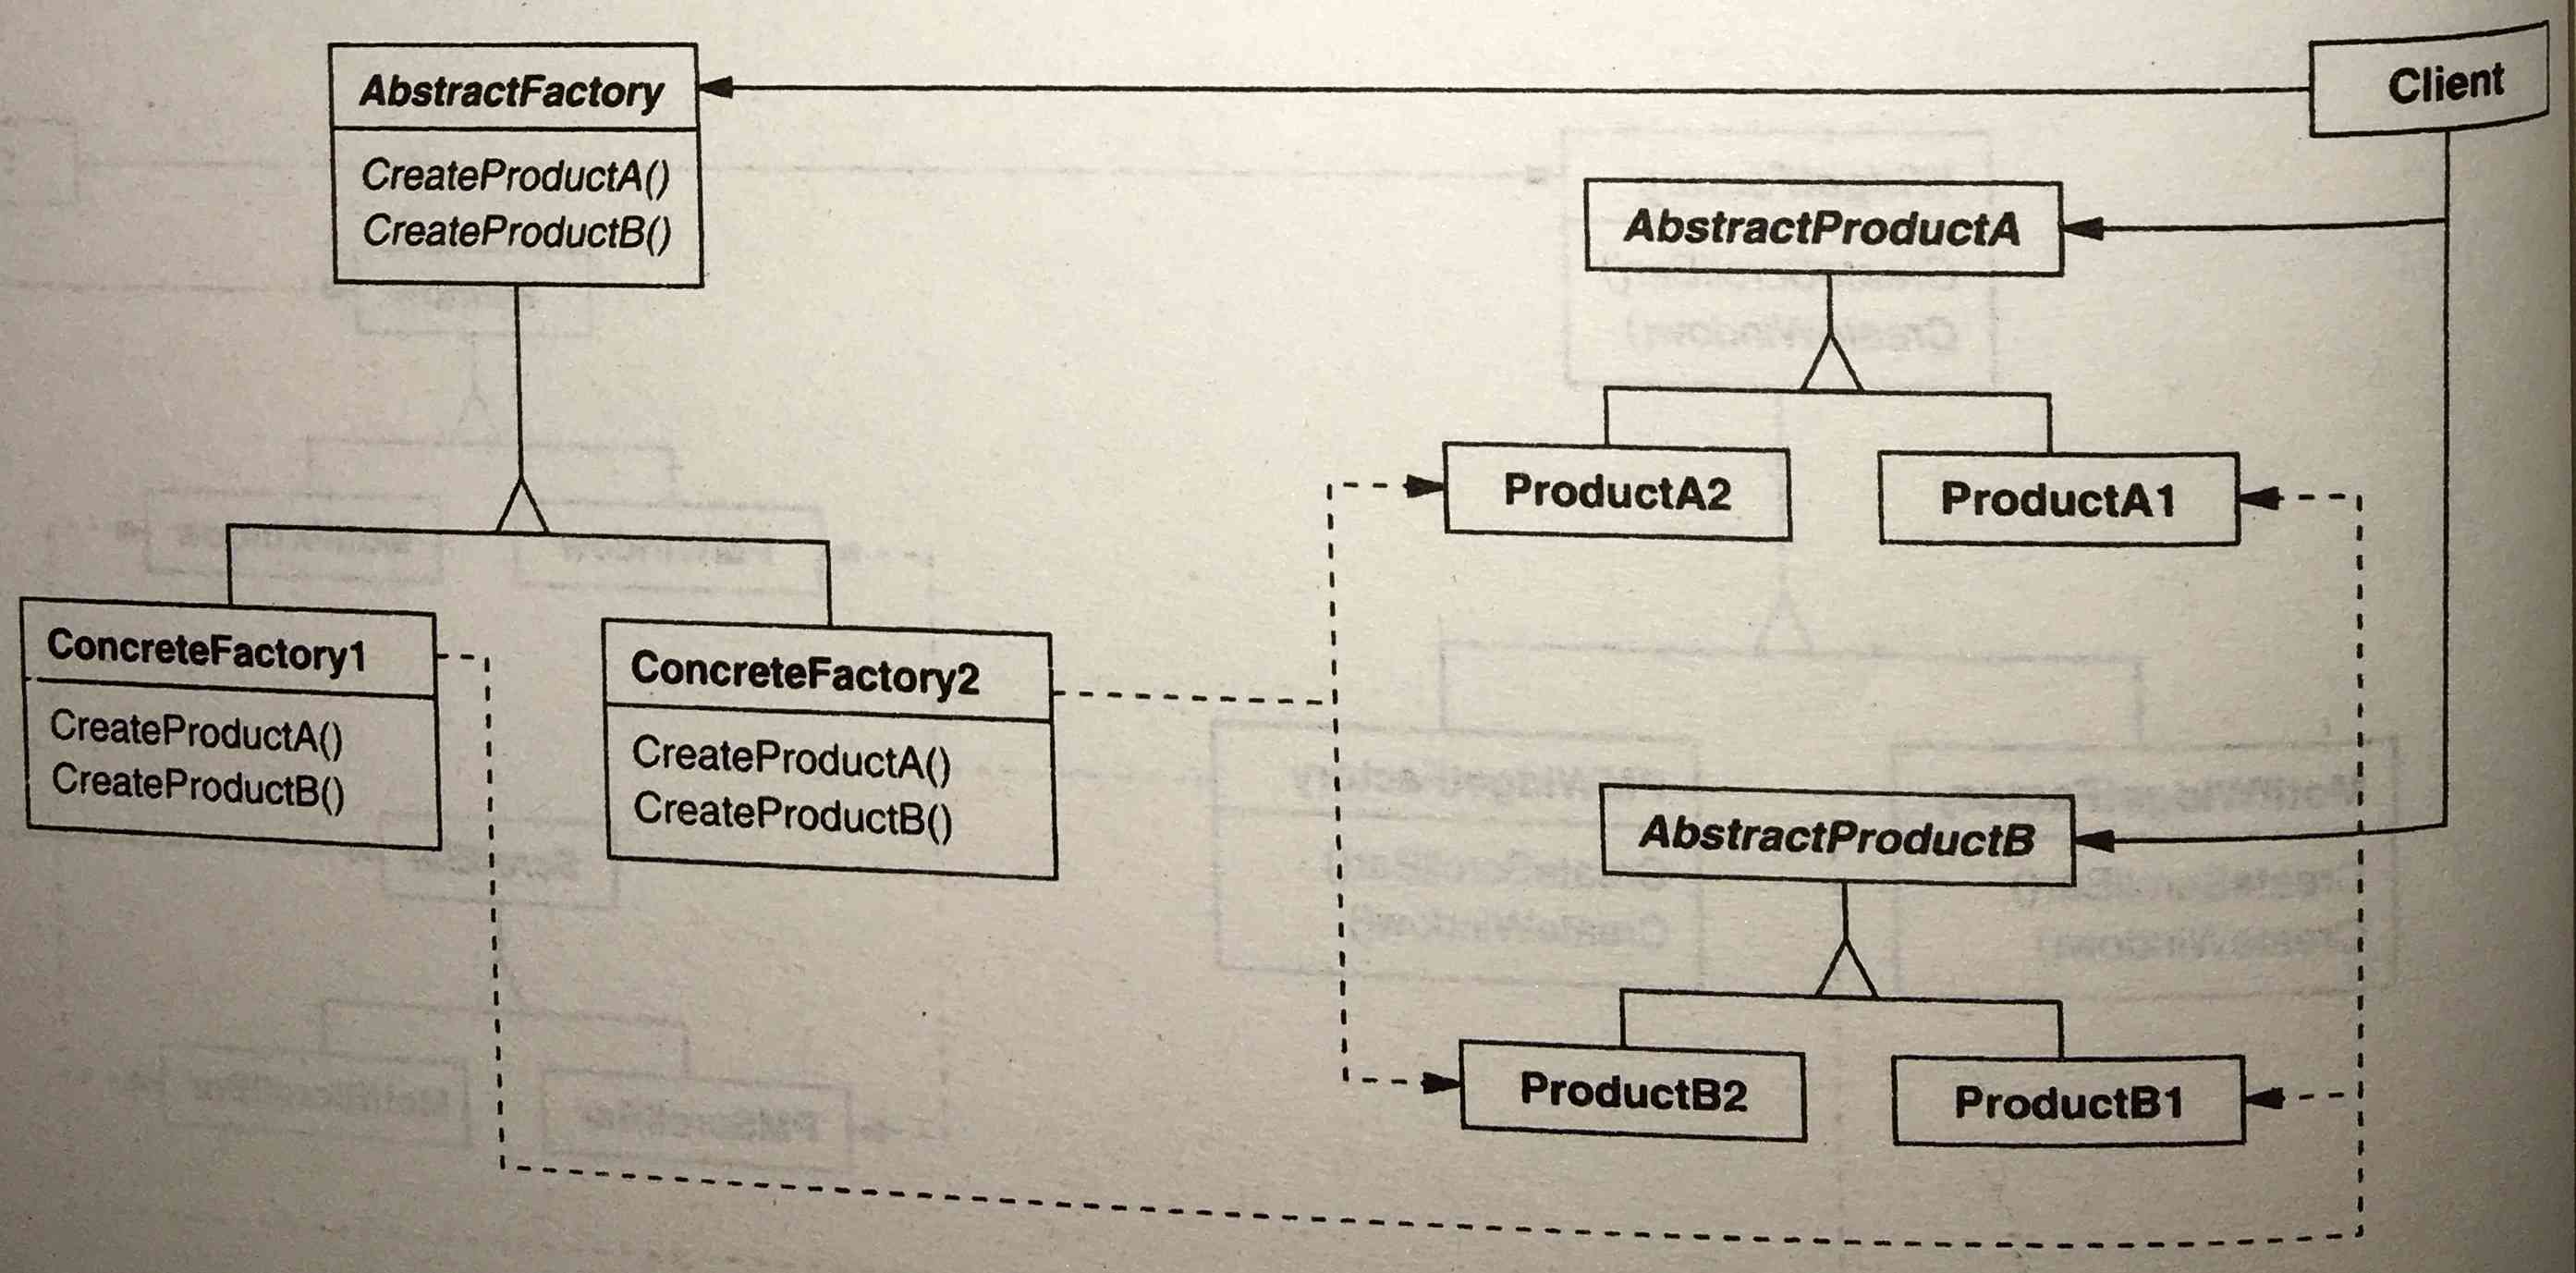 AbstractFactory
CreateProductA()
CreateProductB()
Client
AbstractProductA
ProductA2
ProductA1
ConcreteFactory1
CreateProductA()
CreateProductB()
ConcreteFactory2
CreateProductA()
CreateProductB()
AbstractProductB
ProductB2
ProductB1